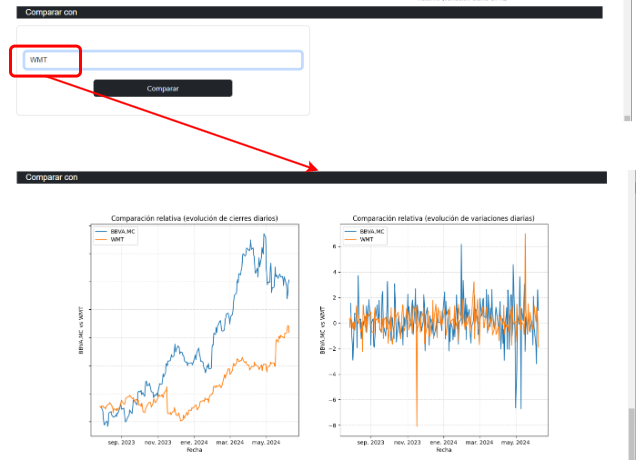 Comparar con
WMT
Comparar
Comparar con
Comparación relativa (evolución de cierres diarios)
BBVA.MC
WMT
BBVA.MC vs WMT
sep. 2023 nov. 2023 ene. 2024 mar. 2024 may. 2024
Fecha
Comparación relativa (evolución de variaciones diarias)
BBVA.MC
WMT
BBVA.MC vs WMT
6
4
2
0
−2
−4
−6
−8
sep. 2023 nov. 2023 ene. 2024 mar. 2024 may. 2024
Fecha